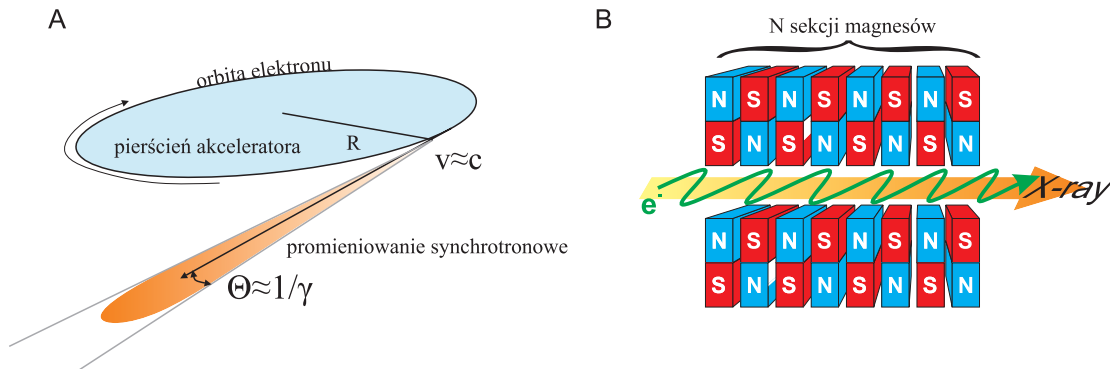 A
orbita elektronu
pierścień akceleratora
R
v≈c
promieniowanie synchrotronowe
Θ≈1/γ
B
N sekcji magnesów
N S N S N S N S
S N S N S N S N
e-
X-ray
N S N S N S N S
S N S N S N S N